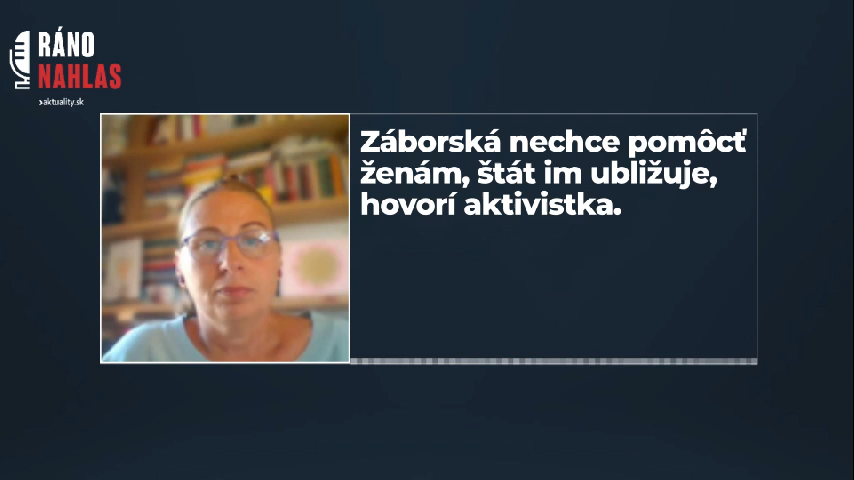 RÁNO
NAHLAS
aktuality.sk
Záborská nechce pomôcť
ženám, štát im ubližuje,
hovorí aktivistka.